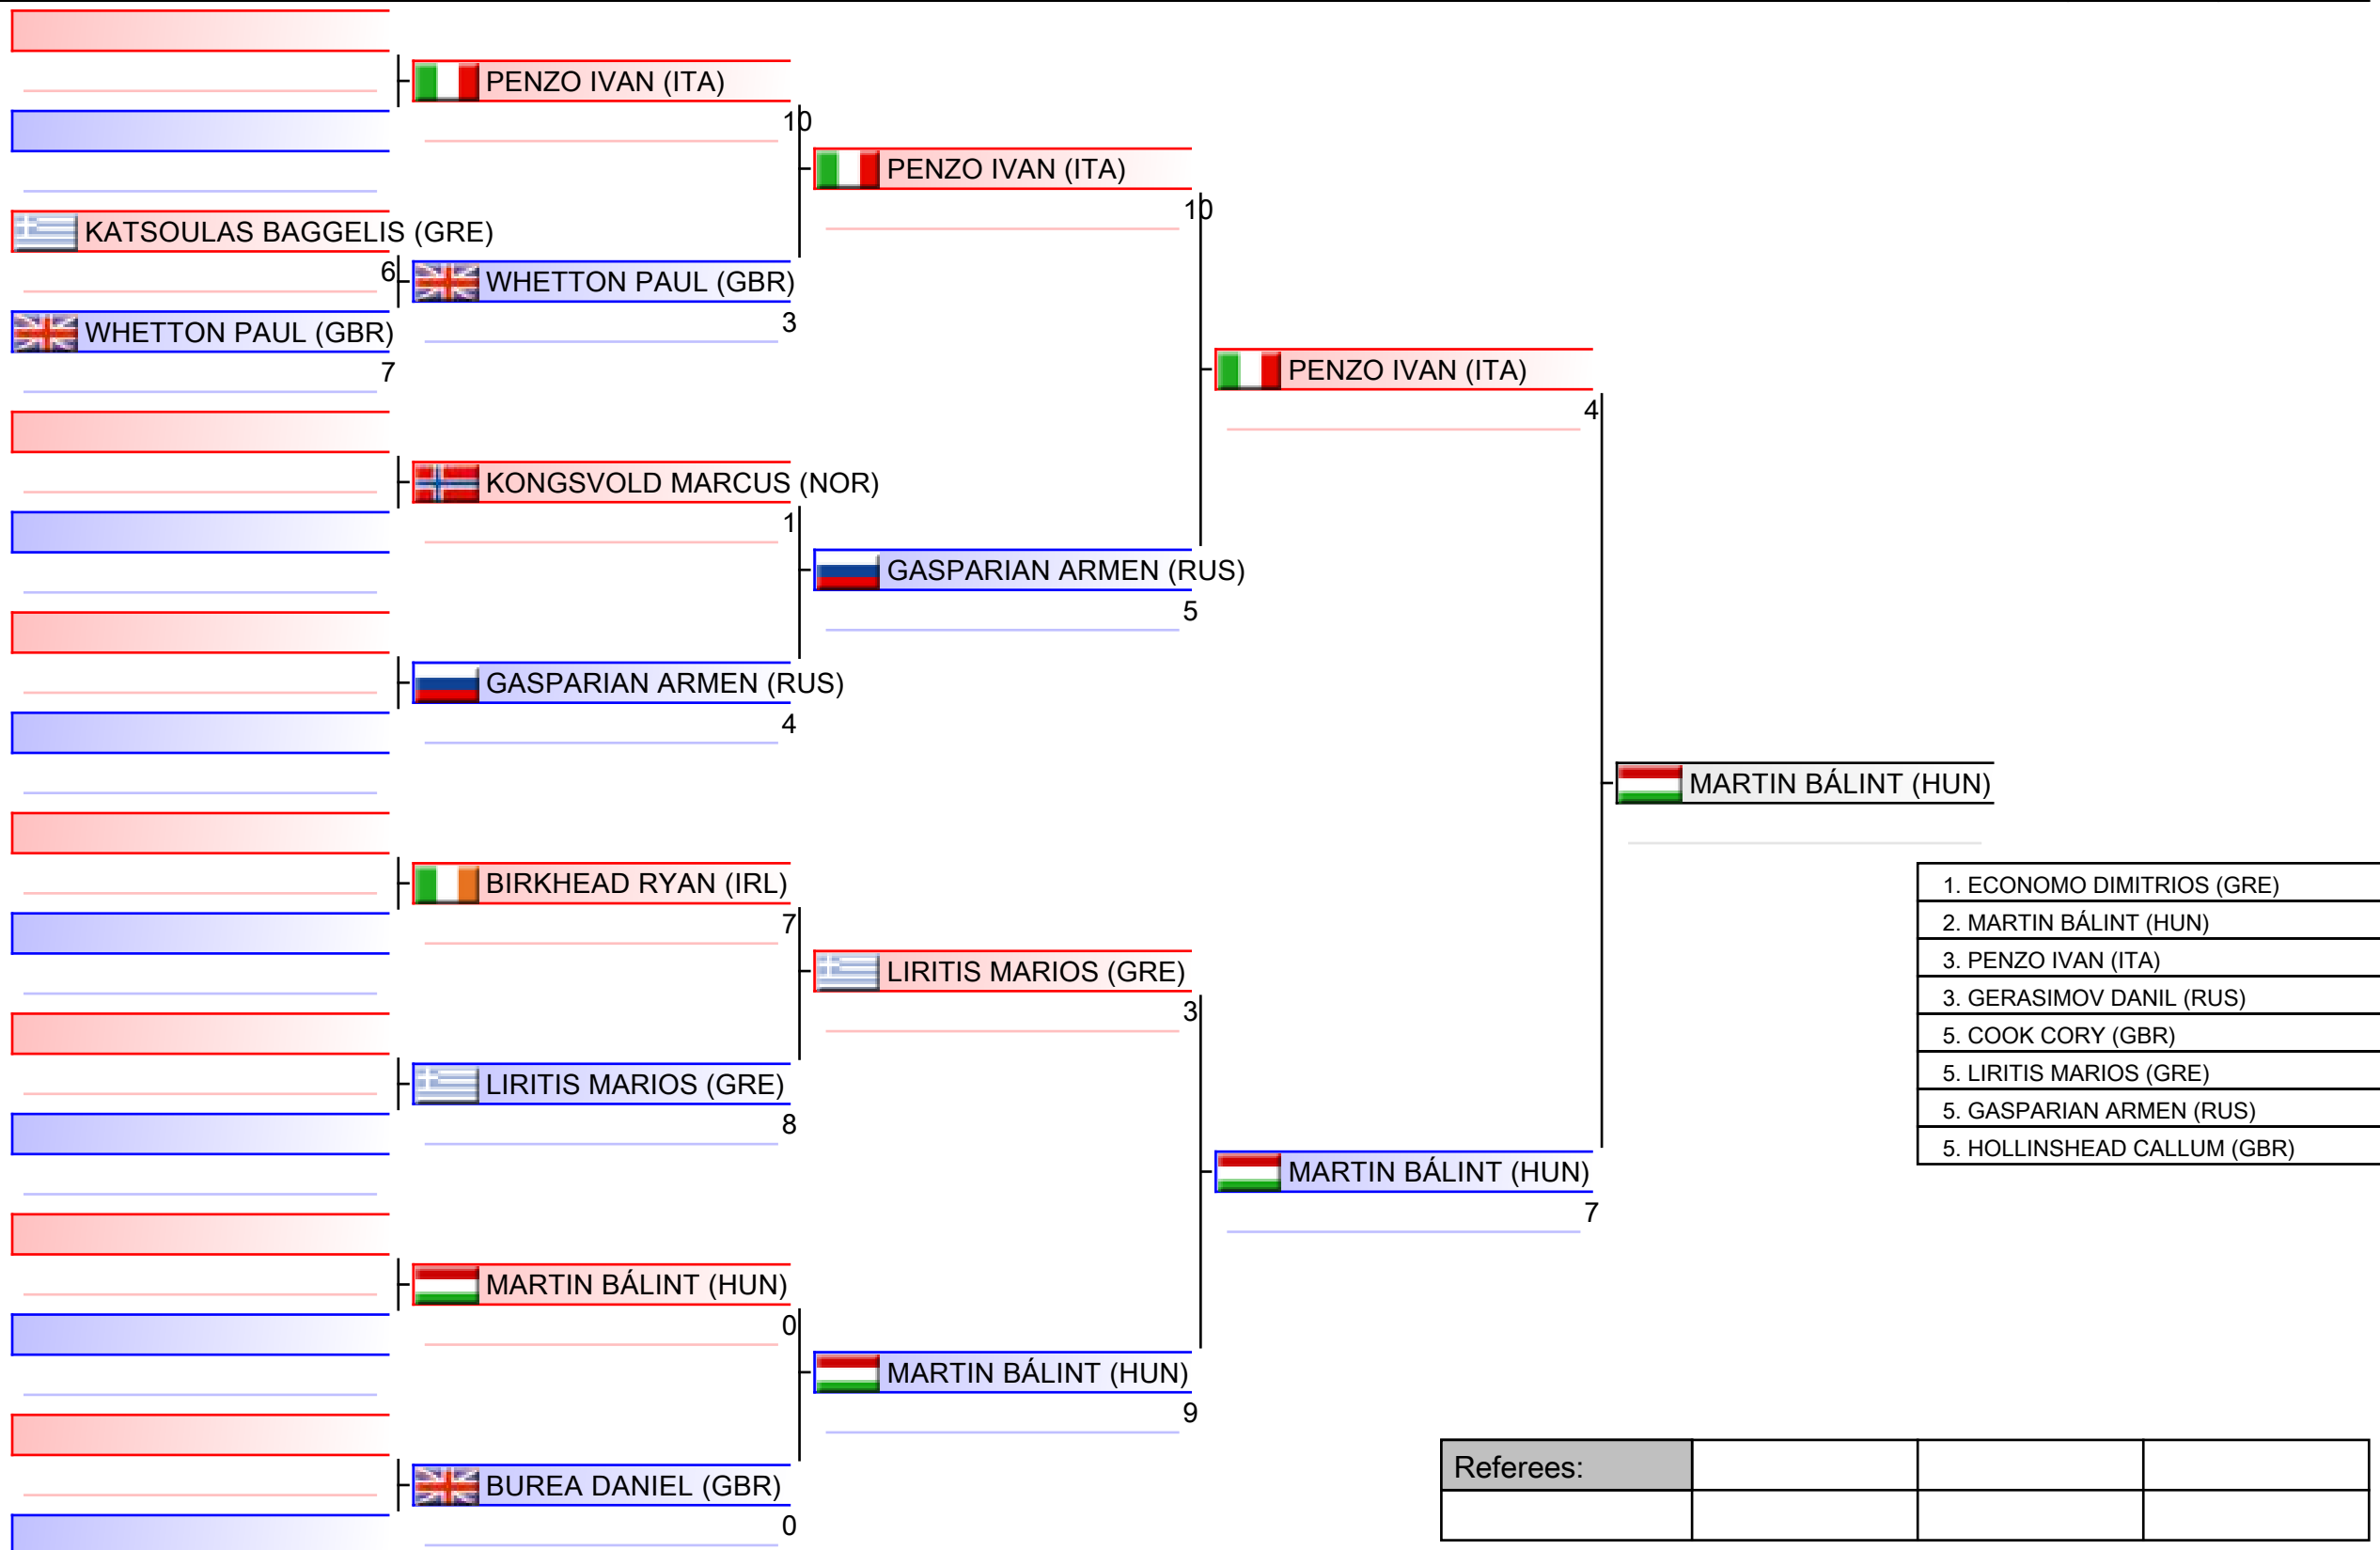 PENZO IVAN (ITA)
10
PENZO IVAN (ITA)
10
KATSOULAS BAGGELIS (GRE)
6
WHETTON PAUL (GBR)
3
WHETTON PAUL (GBR)
7
PENZO IVAN (ITA)
4
KONGSVOLD MARCUS (NOR)
1
GASPARIAN ARMEN (RUS)
5
GASPARIAN ARMEN (RUS)
4
MARTIN BÁLINT (HUN)
BIRKHEAD RYAN (IRL)
7
LIRITIS MARIOS (GRE)
3
LIRITIS MARIOS (GRE)
8
MARTIN BÁLINT (HUN)
7
MARTIN BÁLINT (HUN)
0
MARTIN BÁLINT (HUN)
9
BUREA DANIEL (GBR)
0
1. ECONOMO DIMITRIOS (GRE)
2. MARTIN BÁLINT (HUN)
3. PENZO IVAN (ITA)
3. GERASIMOV DANIL (RUS)
5. COOK CORY (GBR)
5. LIRITIS MARIOS (GRE)
5. GASPARIAN ARMEN (RUS)
5. HOLLINSHEAD CALLUM (GBR)
Referees: